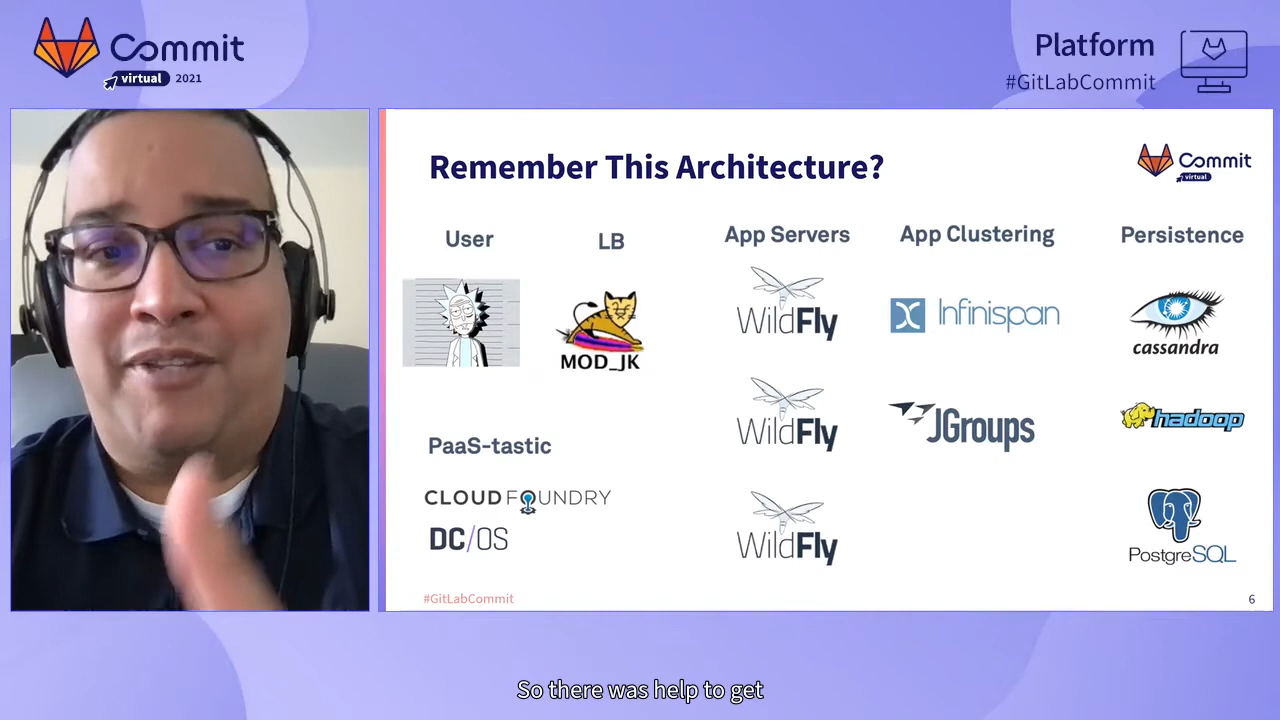 Commit
virtual 2021
Platform
#GitLabCommit
Remember This Architecture?
Commit
virtual
User
LB
App Servers
App Clustering
Persistence
MOD_JK
WildFly
Infinispan
cassandra
WildFly
JGroups
hadoop
PaaS-tastic
CLOUD FOUNDRY
DC/OS
WildFly
PostgreSQL
#GitLabCommit
6
So there was help to get